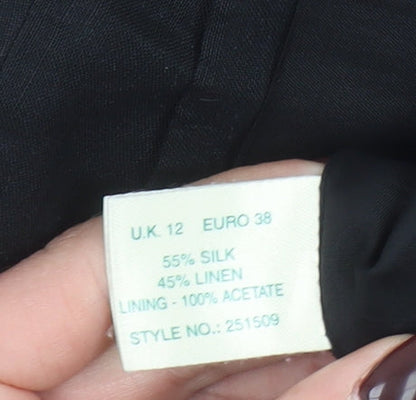 U.K. 12 EURO 38
55% SILK
45% LINEN
LINING - 100% ACETATE
STYLE NO.: 251509